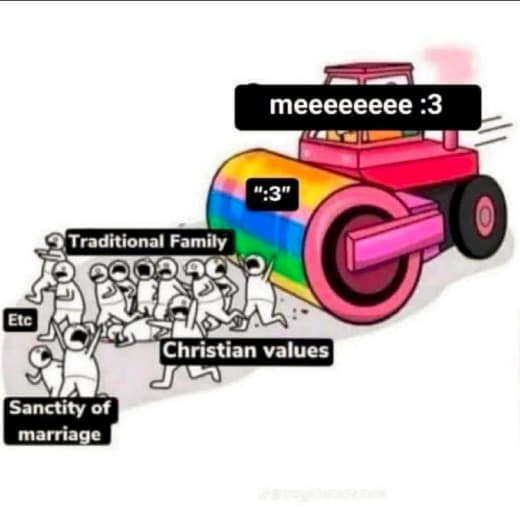 meeeeeeee :3
":3"
Traditional Family
Etc
Christian values
Sanctity of
marriage